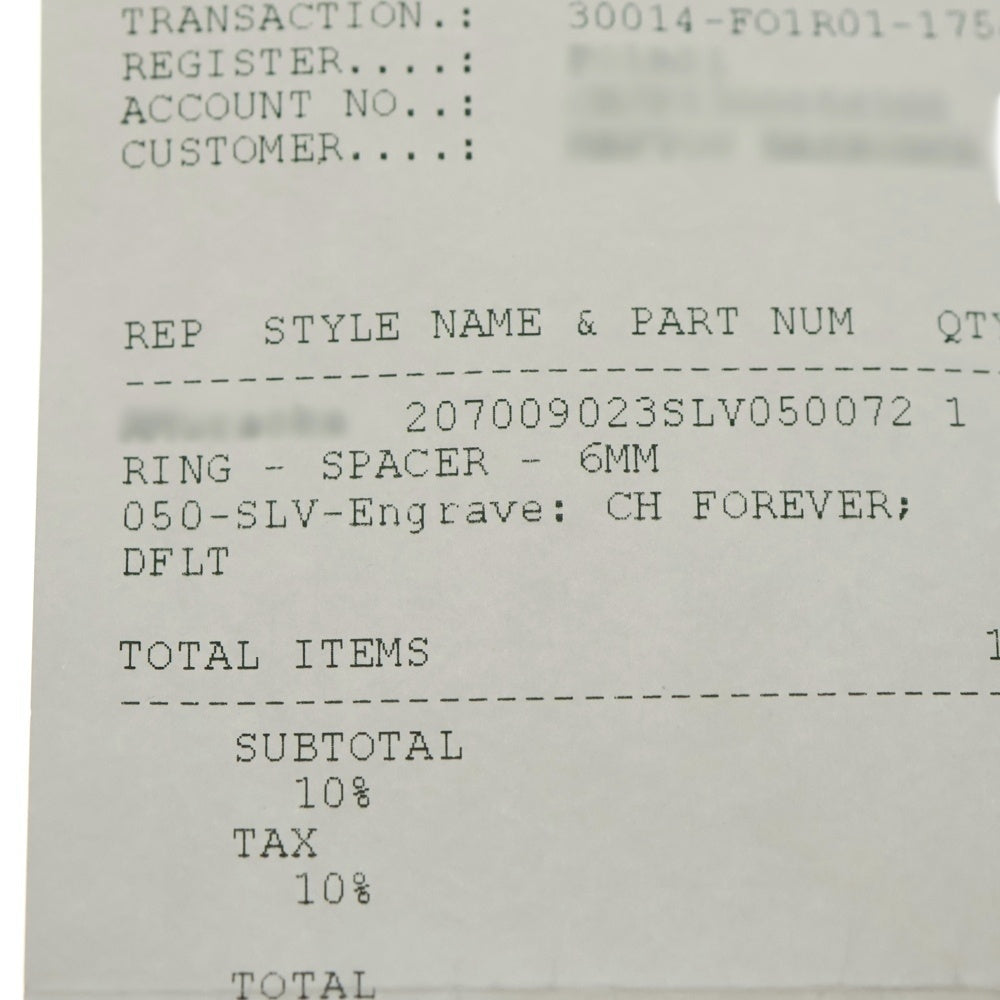 TRANSACTION.: 30014-F01R01-175
REGISTER....:
ACCOUNT NO..:
CUSTOMER....:
REP STYLE NAME & PART NUM QTY
207009023SLV050072 1
RING - SPACER - 6MM
050-SLV-Engrave: CH FOREVER;
DFLT
TOTAL ITEMS 1
SUBTOTAL
10%
TAX
10%
TOTAL